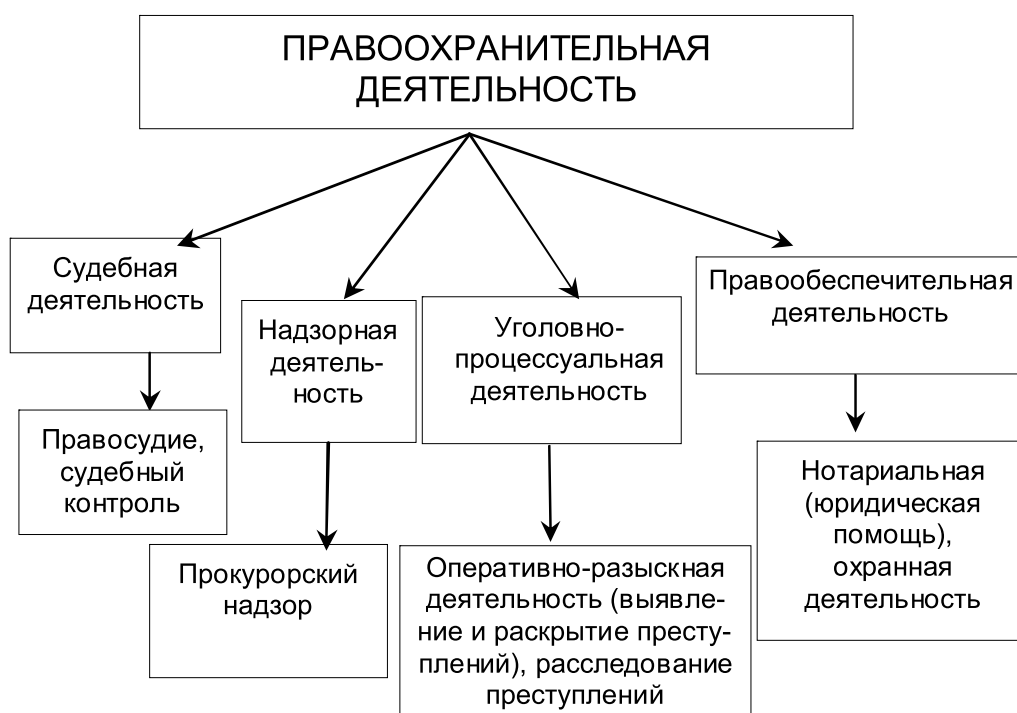 ПРАВООХРАНИТЕЛЬНАЯ
ДЕЯТЕЛЬНОСТЬ
Судебная
деятельность
Надзорная
деятель-
ность
Уголовно-
процессуальная
деятельность
Правообеспечительная
деятельность
Правосудие,
судебный
контроль
Прокурорский
надзор
Оперативно-разыскная
деятельность (выявле-
ние и раскрытие престу-
плений), расследование
преступлений
Нотариальная
(юридическая
помощь),
охранная
деятельность